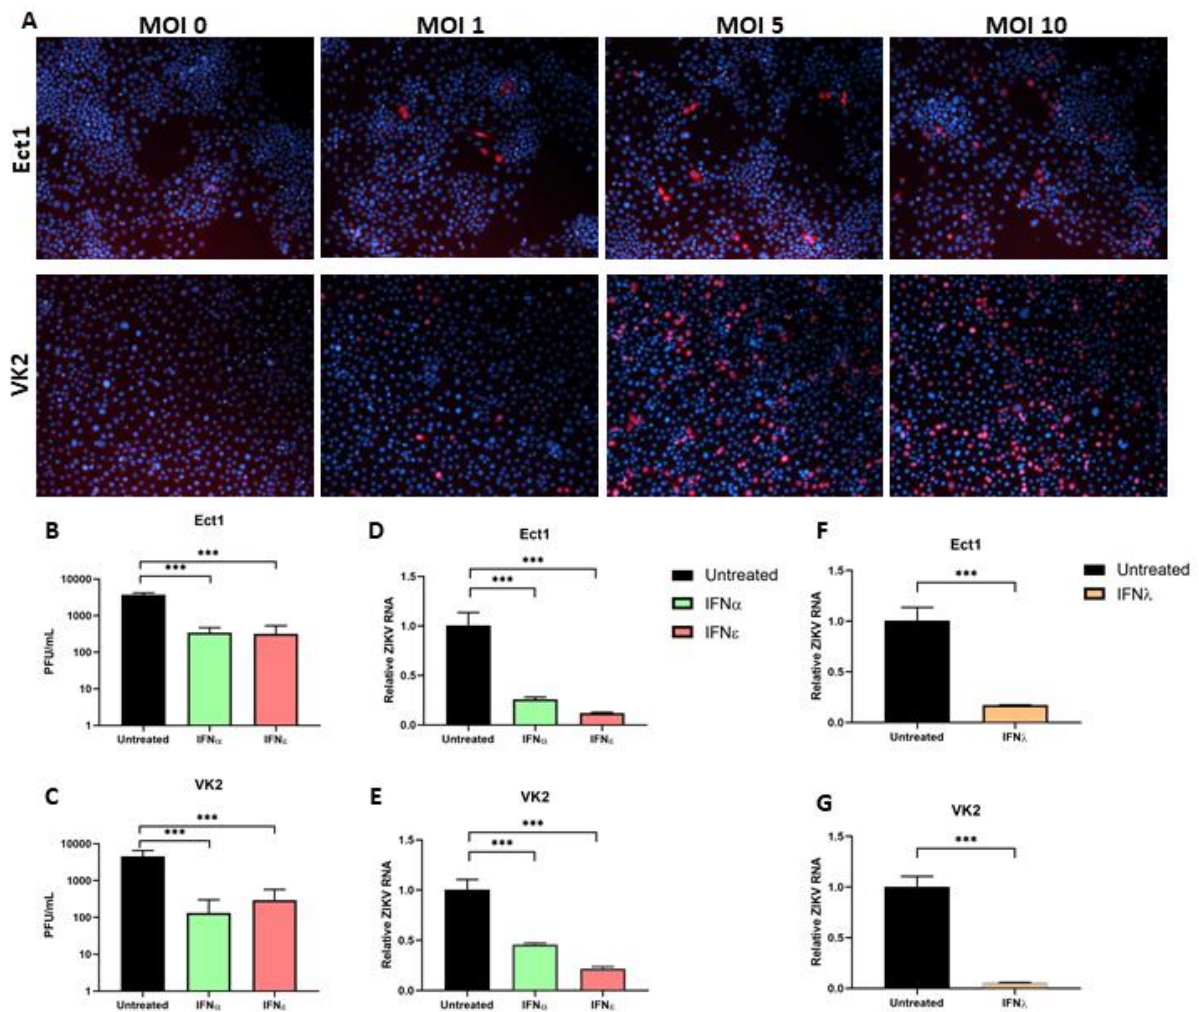 A
MOI 0
MOI 1
MOI 5
MOI 10
Ect1
VK2
B
Ect1
***
***
10000
1000
100
10
1
PFU/mL
Untreated
IFNα
IFNε
D
Ect1
***
***
1.5
1.0
0.5
0.0
Relative ZIKV RNA
Untreated
IFNα
IFNε
Untreated
IFNα
IFNε
F
Ect1
***
1.5
1.0
0.5
0.0
Relative ZIKV RNA
Untreated
IFNλ
Untreated
IFNλ
C
VK2
***
***
10000
1000
100
10
1
PFU/mL
Untreated
IFNα
IFNε
E
VK2
***
***
1.5
1.0
0.5
0.0
Relative ZIKV RNA
Untreated
IFNα
IFNε
G
VK2
***
1.5
1.0
0.5
0.0
Relative ZIKV RNA
Untreated
IFNλ